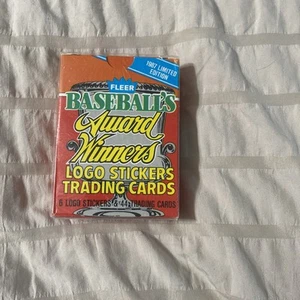 1987 LIMITED
EDITION
FLEER
BASEBALL'S
Award
Winners
LOGO STICKERS
TRADING CARDS
6 LOGO STICKERS & 44 TRADING CARDS